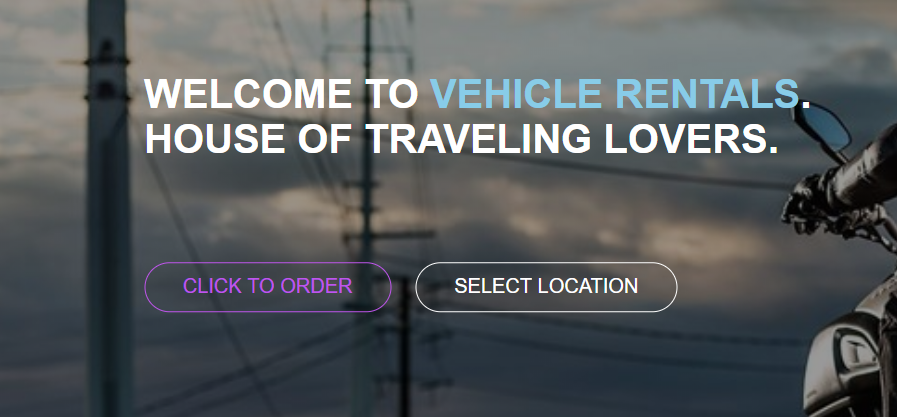 WELCOME TO VEHICLE RENTALS.
HOUSE OF TRAVELING LOVERS.
CLICK TO ORDER
SELECT LOCATION